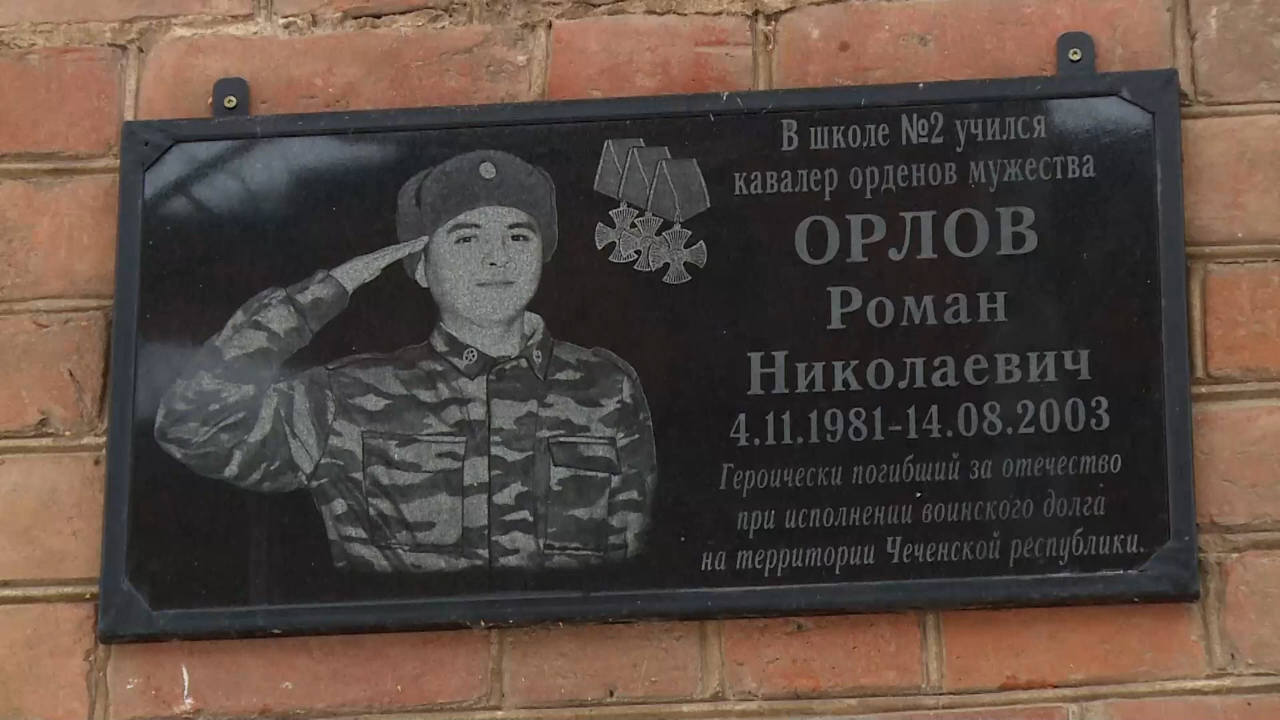 В школе №2 учился
кавалер орденов мужества
ОРЛОВ
Роман
Николаевич
4.11.1981-14.08.2003
Героически погибший за отечество
при исполнении воинского долга
на территории Чеченской республики.